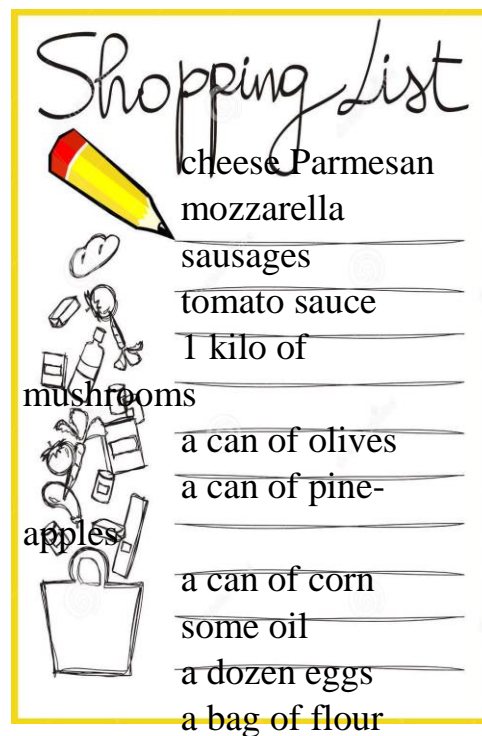 Shopping List
cheese Parmesan
mozzarella
sausages
tomato sauce
1 kilo of
mushrooms
a can of olives
a can of pine-
apples
a can of corn
some oil
a dozen eggs
a bag of flour